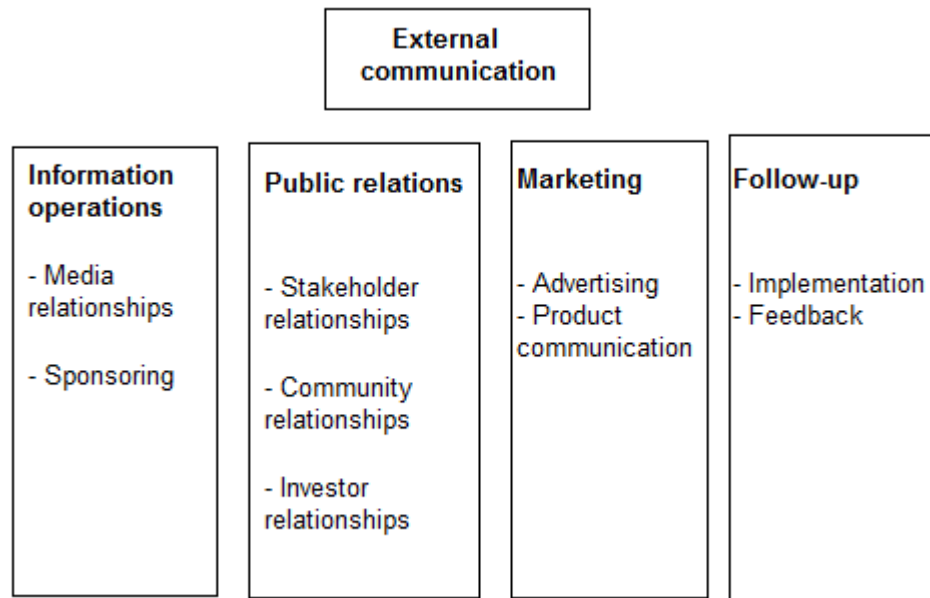 External
communication
Information
operations
- Media
relationships
- Sponsoring
Public relations
- Stakeholder
relationships
- Community
relationships
- Investor
relationships
Marketing
- Advertising
- Product
communication
Follow-up
- Implementation
- Feedback